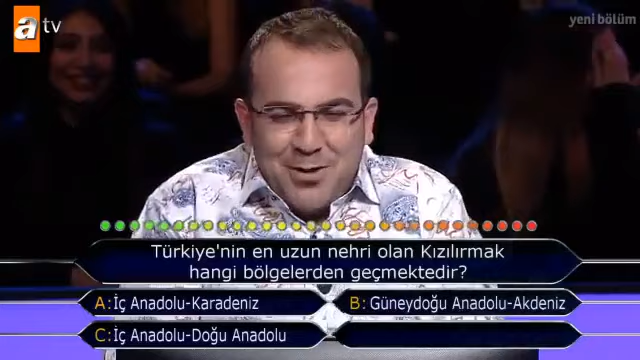 atv
yeni bölüm
Türkiye'nin en uzun nehri olan Kızılırmak
hangi bölgelerden geçmektedir?
A: İç Anadolu-Karadeniz
B: Güneydoğu Anadolu-Akdeniz
C: İç Anadolu-Doğu Anadolu